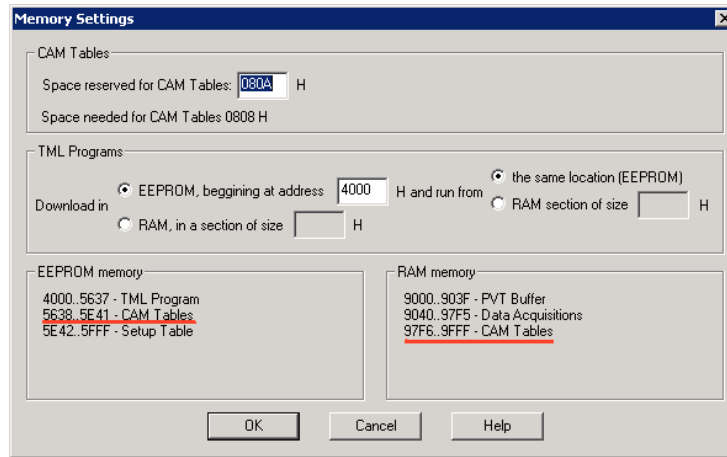 Memory Settings
CAM Tables
Space reserved for CAM Tables: 080A H
Space needed for CAM Tables 0808 H
TML Programs
Download in
EEPROM, beggining at address 4000 H and run from
the same location (EEPROM)
RAM, in a section of size H
RAM section of size H
EEPROM memory
4000..5637 - TML Program
5638..5E41 - CAM Tables
5E42..5FFF - Setup Table
RAM memory
9000..903F - PVT Buffer
9040..97F5 - Data Acquisitions
97F6..9FFF - CAM Tables
OK Cancel Help